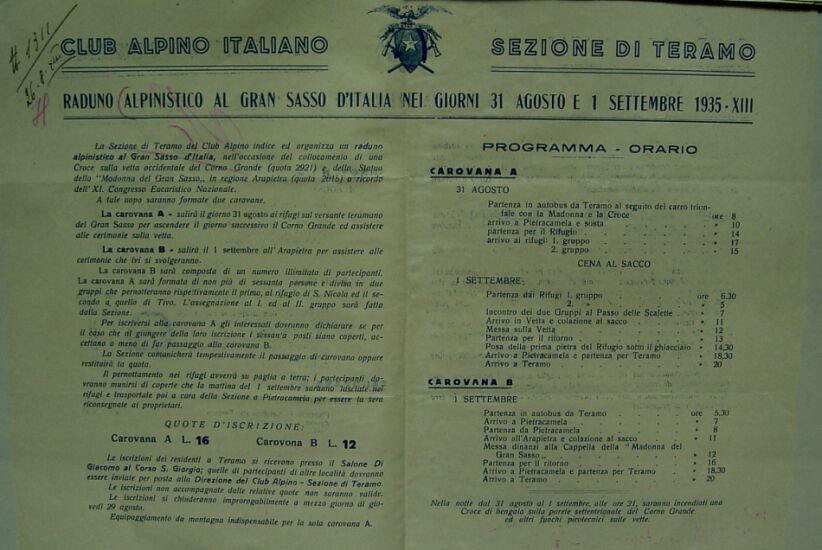 # 1311
26-8-XIII
CLUB ALPINO ITALIANO
SEZIONE DI TERAMO
RADUNO ALPINISTICO AL GRAN SASSO D'ITALIA NEI GIORNI 31 AGOSTO E 1 SETTEMBRE 1935-XIII
La Sezione di Teramo del Club Alpino indice ed organizza un raduno
alpinistico al Gran Sasso d'Italia, nell'occasione del collocamento di una
Croce sulla vetta occidentale del Corno Grande (quota 2921) e della Statua
della "Madonna del Gran Sasso„ in regione Arapietra (quota 2015) a ricordo
dell'XI. Congresso Eucaristico Nazionale.
A tale uopo saranno formate due carovane.
La carovana A - salirà il giorno 31 agosto ai rifugi sul versante teramano
del Gran Sasso per ascendere il giorno successivo il Corno Grande ed assistere
alle cerimonie sulla vetta.
La carovana B - salirà il 1 settembre all'Arapietra per assistere alle
cerimonie che ivi si svolgeranno.
La carovana B sarà composta di un numero illimitato di partecipanti.
La carovana A sarà formata di non più di sessanta persone e divisa in due
gruppi che pernotteranno rispettivamente il primo, al rifugio di S. Nicola ed il se-
condo a quello di Tivo. L'assegnazione al I. ed al II. gruppo sarà fatta
dalla Sezione.
Per iscriversi alla carovana A gli interessati dovranno dichiarare se per
il caso che al giungere della loro iscrizione i sessanta posti siano coperti, ac-
cettano o meno di far passaggio alla carovana B.
La Sezione comunicherà tempestivamente il passaggio di carovana oppure
restituirà la quota.
Il pernottamento nei rifugi avverrà su paglia a terra; i partecipanti do-
vranno munirsi di coperte che la mattina del 1 settembre saranno lasciate nei
rifugi e trasportate poi a cura della Sezione a Pietracamela per essere la sera
riconsegnate ai proprietari.
QUOTE D'ISCRIZIONE:
Carovana A L. 16 Carovona B L. 12
Le iscrizioni dei residenti a Teramo si ricevono presso il Salone Di
Giacomo al Corso S. Giorgio; quelle di partecipanti di altre località dovranno
essere inviate per posta alla Direzione del Club Alpino - Sezione di Teramo.
Le iscrizioni non accompagnate dalle relative quote non saranno valide.
Le iscrizioni si chiuderanno improrogabilmente a mezzo giorno di gio-
vedì 29 agosto.
Equipaggiamento da montagna indispensabile per la sola carovana A.
PROGRAMMA - ORARIO
CAROVANA A
31 AGOSTO
Partenza in autobus da Teramo al seguito del carro trion-
fale con la Madonna e la Croce ore 8
arrivo a Pietracamela e sosta » 10
partenza per il Rifugio » 14
arrivo ai rifugi: 1. gruppo » 17
2. gruppo » 15
CENA AL SACCO
1 SETTEMBRE:
Partenza dai Rifugi 1. gruppo ore 6.30
2. » » 5
Incontro dei due Gruppi al Passo delle Scalette » 7
Arrivo in Vetta e colazione al sacco » 11
Messa sulla Vetta » 12
Partenza per il ritorno » 13
Posa della prima pietra del Rifugio sotto il ghiacciaio » 14,30
Arrivo a Pietracamela e partenza per Teramo » 18,30
Arrivo a Teramo » 20
CAROVANA B
1 SETTEMBRE
Partenza in autobus da Teramo ore 5.30
Arrivo a Pietracamela » 7
Partenza da Pietracamela » 8
Arrivo all'Arapietra e colazione al sacco » 11
Messa dinanzi alla Cappella della "Madonna del
Gran Sasso„ » 12
Partenza per il ritorno » 16
Arrivo a Pietracamela e partenza per Teramo » 18,30
Arrivo a Teramo » 20
Nella notte dal 31 agosto al 1 settembre, alle ore 31, saranno incendiati una
Croce di bengala sulla parete settentrionale del Corno Grande
ed altri fuochi pirotecnici sulle vette.